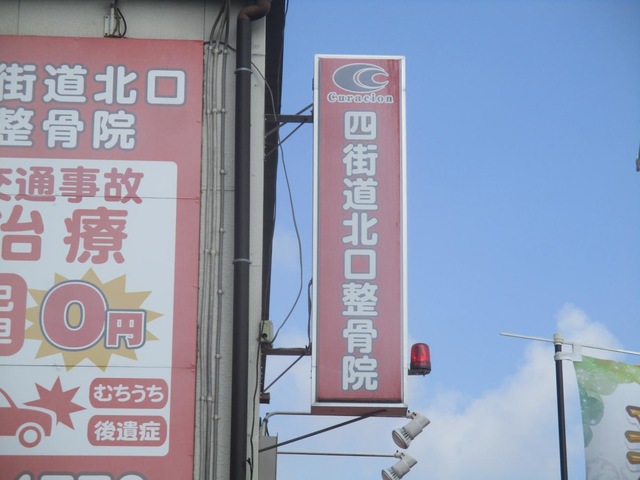 街道北口
整骨院
交通事故
治療
0円
むちうち
後遺症
Curacion
四街道北口整骨院